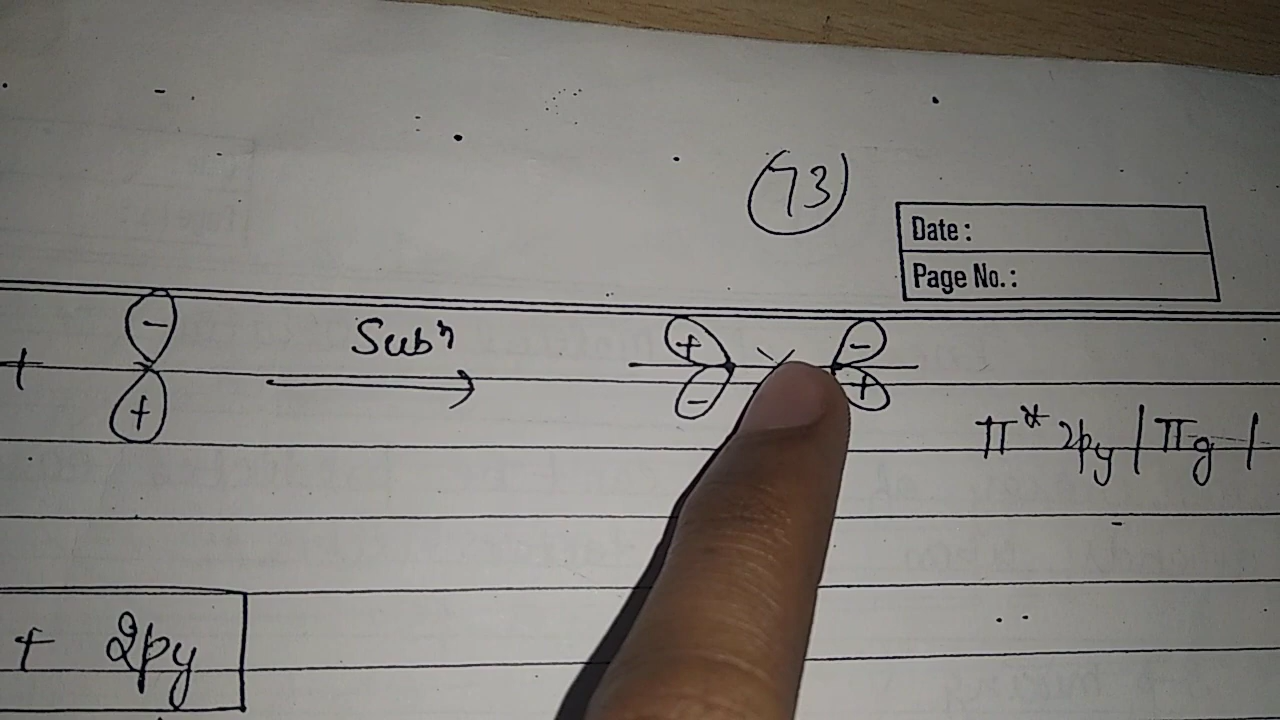 73
Date :
Page No. :
+ - + Subⁿ + - × - +
π* 2py | πg |
+ 2py